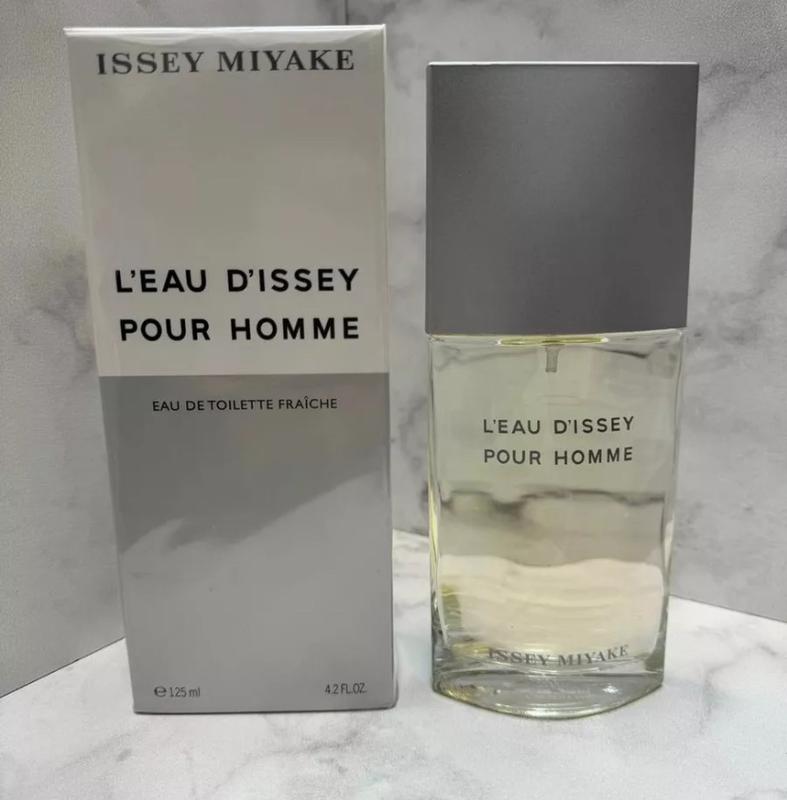 ISSEY MIYAKE
L'EAU D'ISSEY
POUR HOMME
EAU DE TOILETTE FRAÎCHE
℮ 125 ml 4.2 FL.OZ.
L'EAU D'ISSEY
POUR HOMME
ISSEY MIYAKE